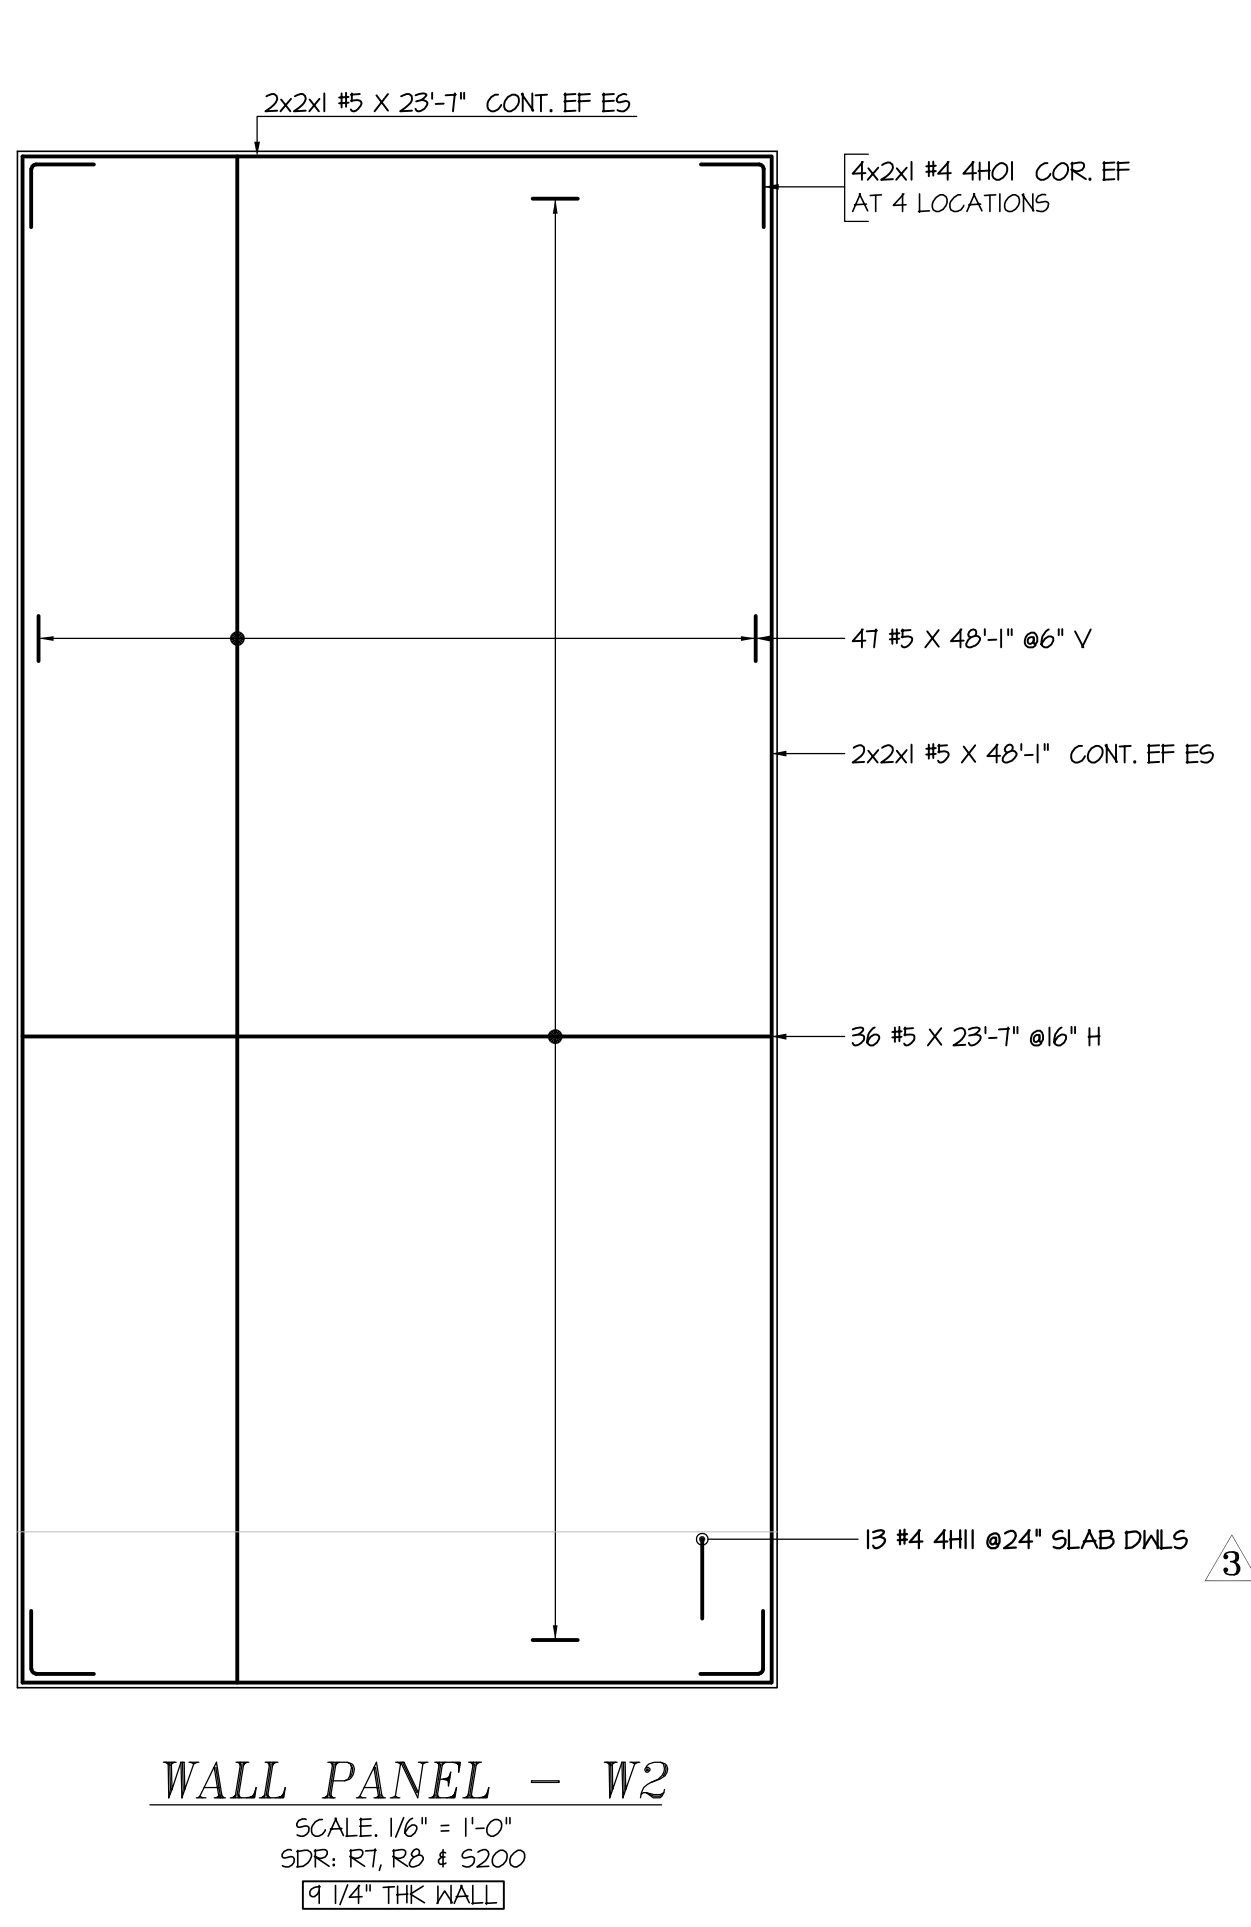 2x2x1 #5 X 23'-7" CONT. EF ES
4x2x1 #4 4H01 COR. EF
AT 4 LOCATIONS
47 #5 X 48'-1" @6" V
2x2x1 #5 X 48'-1" CONT. EF ES
36 #5 X 23'-7" @16" H
13 #4 4H11 @24" SLAB DWLS
3
WALL PANEL - W2
SCALE. 1/6" = 1'-0"
SDR: R7, R8 & S200
9 1/4" THK WALL